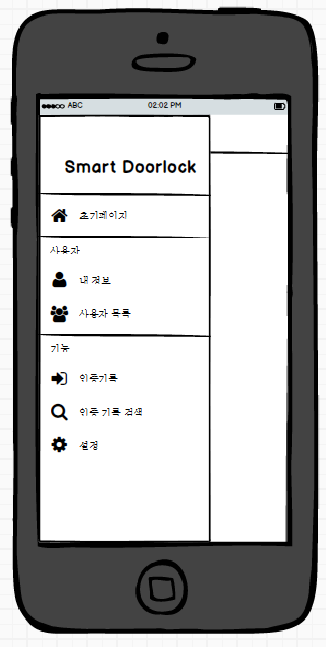 ABC 02:02 PM
Smart Doorlock
초기페이지
사용자
내 정보
사용자 목록
기능
인증기록
인증 기록 검색
설정